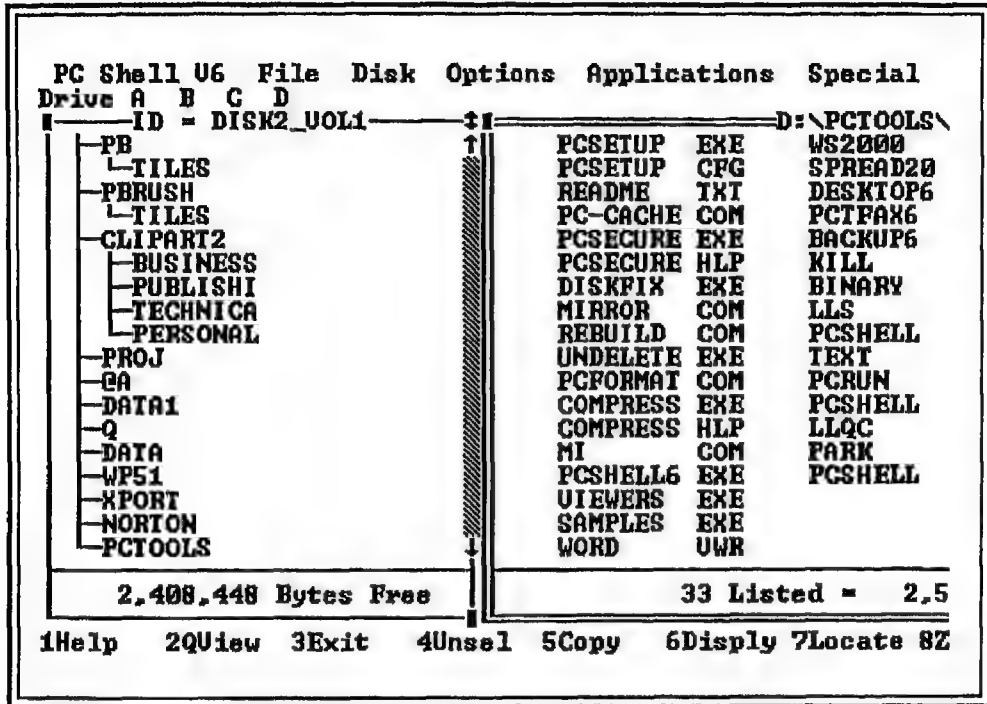 PC Shell V6 File Disk Options Applications Special
Drive A B C D
ID = DISK2_VOL1
PB
TILES
PBRUSH
TILES
CLIPART2
BUSINESS
PUBLISHI
TECHNICA
PERSONAL
PROJ
@A
DATA1
Q
DATA
WP51
XPORT
NORTON
PCTOOLS
2,408,448 Bytes Free
D:\PCTOOLS\
PCSETUP EXE WS2000
PCSETUP CFG SPREAD20
README TXT DESKTOP6
PC-CACHE COM PCTFAX6
PCSECURE EXE BACKUP6
PCSECURE HLP KILL
DISKFIX EXE BINARY
MIRROR COM LLS
REBUILD COM PCSHELL
UNDELETE EXE TEXT
PCFORMAT COM PCRUN
COMPRESS EXE PCSHELL
COMPRESS HLP LLQC
MI COM PARK
PCSHELL6 EXE PCSHELL
VIEWERS EXE
SAMPLES EXE
WORD VWR
33 Listed = 2,5
1Help 2QView 3Exit 4Unsel 5Copy 6Disply 7Locate 8Z